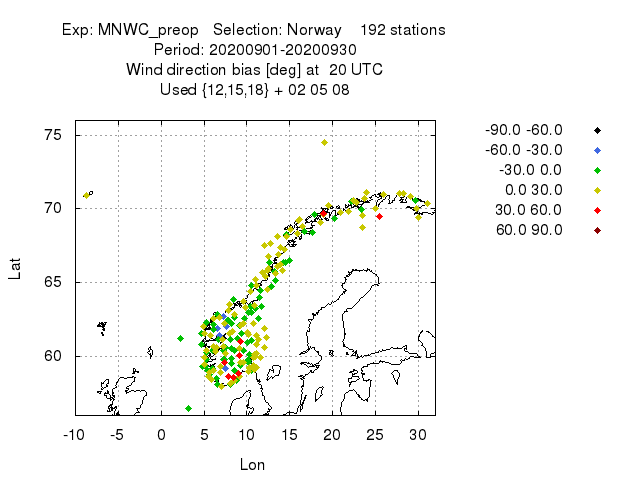 Exp: MNWC_preop   Selection: Norway    192 stations
Period: 20200901-20200930
Wind direction bias [deg] at  20 UTC
Used {12,15,18} + 02 05 08
-90.0 -60.0
-60.0 -30.0
-30.0 0.0
0.0 30.0
30.0 60.0
60.0 90.0
75
70
65
60
Lat
-10 -5 0 5 10 15 20 25 30
Lon